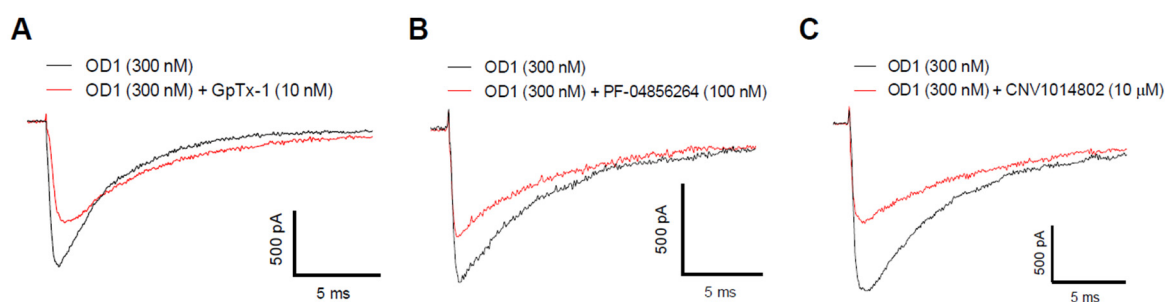 A
OD1 (300 nM)
OD1 (300 nM) + GpTx-1 (10 nM)
500 pA
5 ms
B
OD1 (300 nM)
OD1 (300 nM) + PF-04856264 (100 nM)
500 pA
5 ms
C
OD1 (300 nM)
OD1 (300 nM) + CNV1014802 (10 μM)
500 pA
5 ms